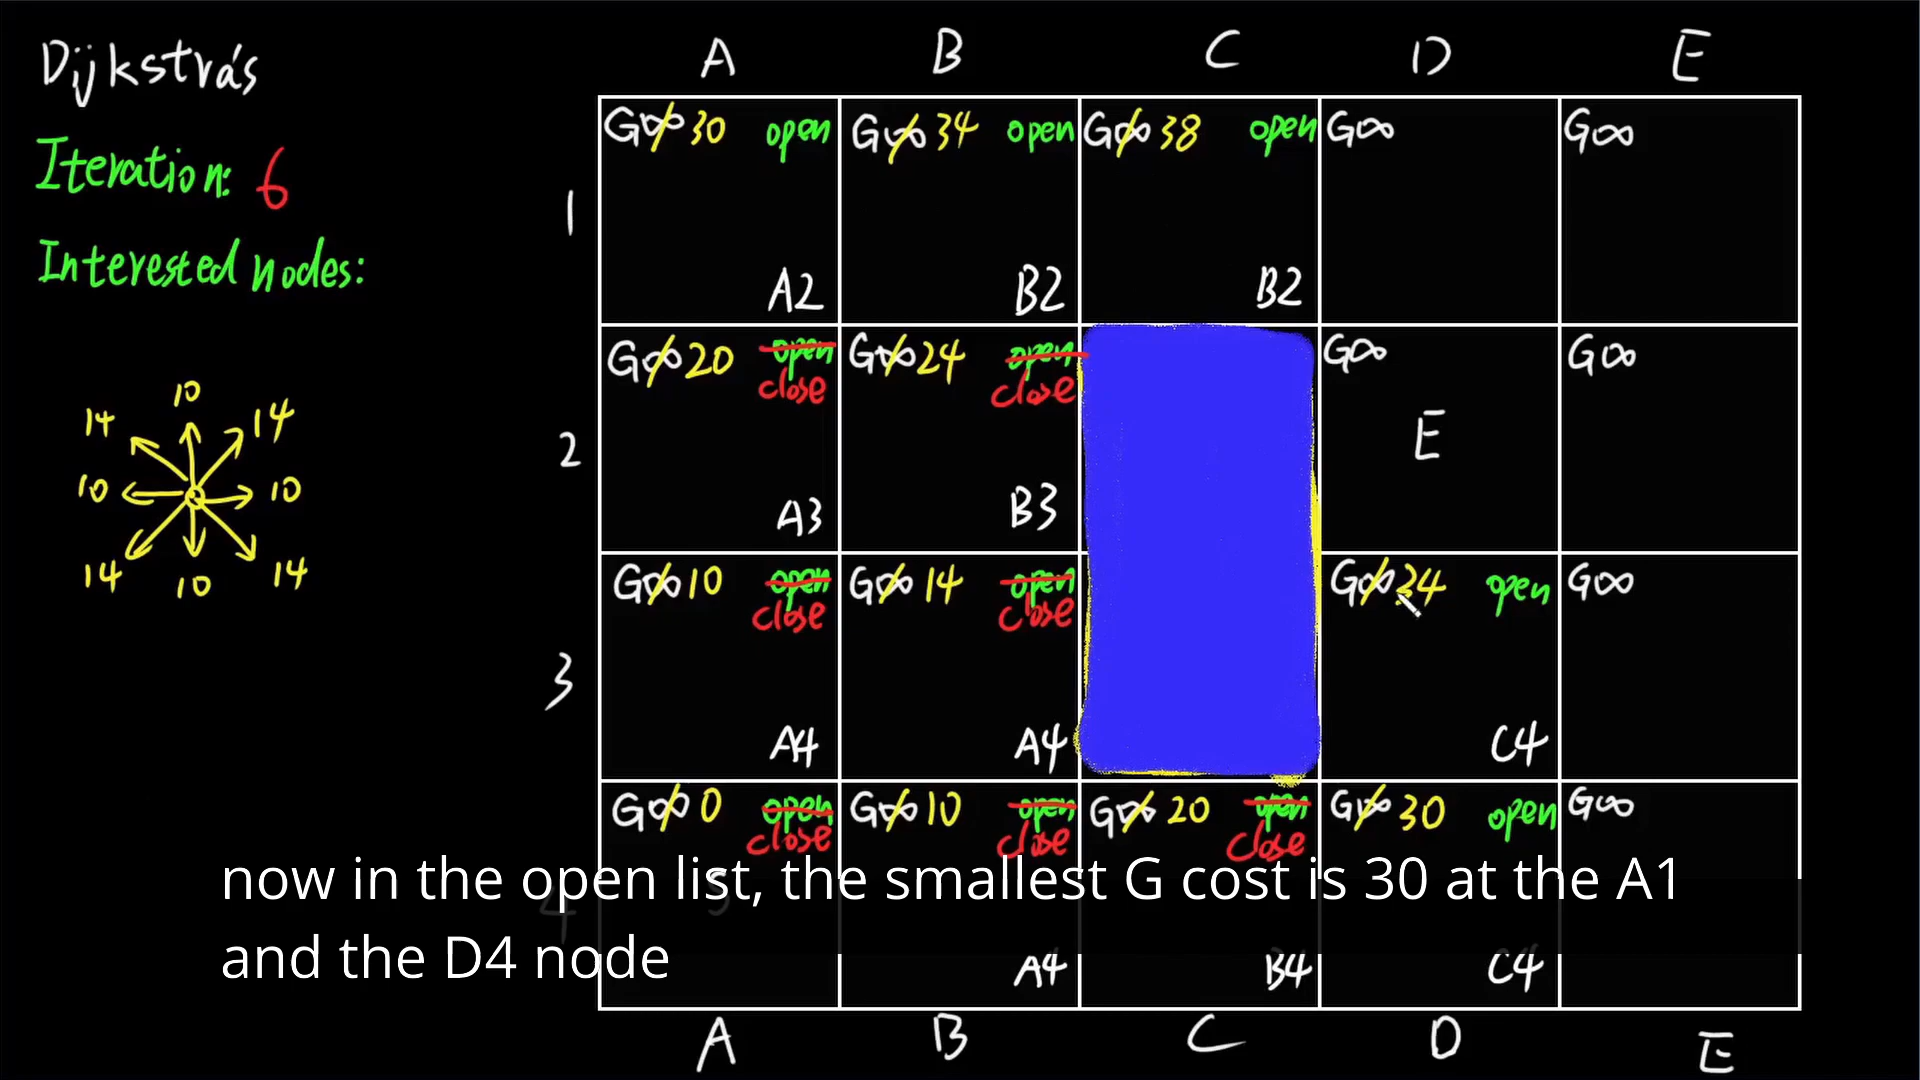 Dijkstra's
Iteration: 6
Interested nodes:
A B C D E
G∞ 30 open G∞ 34 open G∞ 38 open G∞ G∞
1
A2 B2 B2
G∞ 20 open G∞ 24 open G∞ G∞
close close
10
14 14
2 E
10 10
A3 B3
14 10 14
G∞ 10 open G∞ 14 open G∞ 34 open G∞
close close
3
A4 A4 C4
G∞ 0 open G∞ 10 open G∞ 20 open G∞ 30 open G∞
close close close
now in the open list, the smallest G cost is 30 at the A1
4 S
and the D4 node
A4 B4 C4
A B C D E